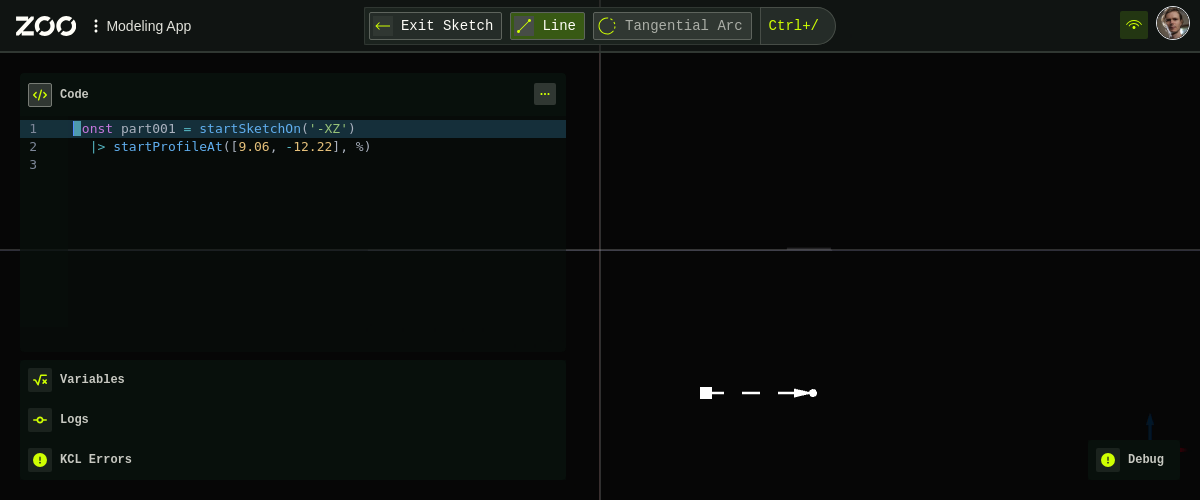 ZOO Modeling App Exit Sketch Line Tangential Arc Ctrl+/
Code
1 onst part001 = startSketchOn('-XZ')
2 |> startProfileAt([9.06, -12.22], %)
3
Variables
Logs
KCL Errors
Debug